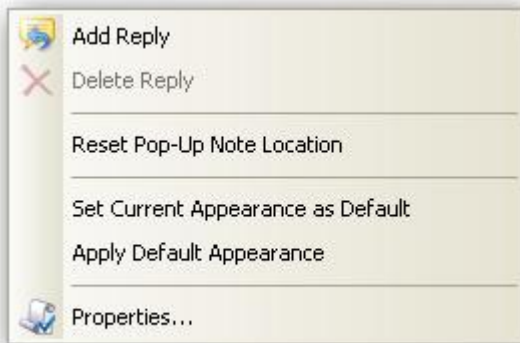 Add Reply
Delete Reply
Reset Pop-Up Note Location
Set Current Appearance as Default
Apply Default Appearance
Properties...